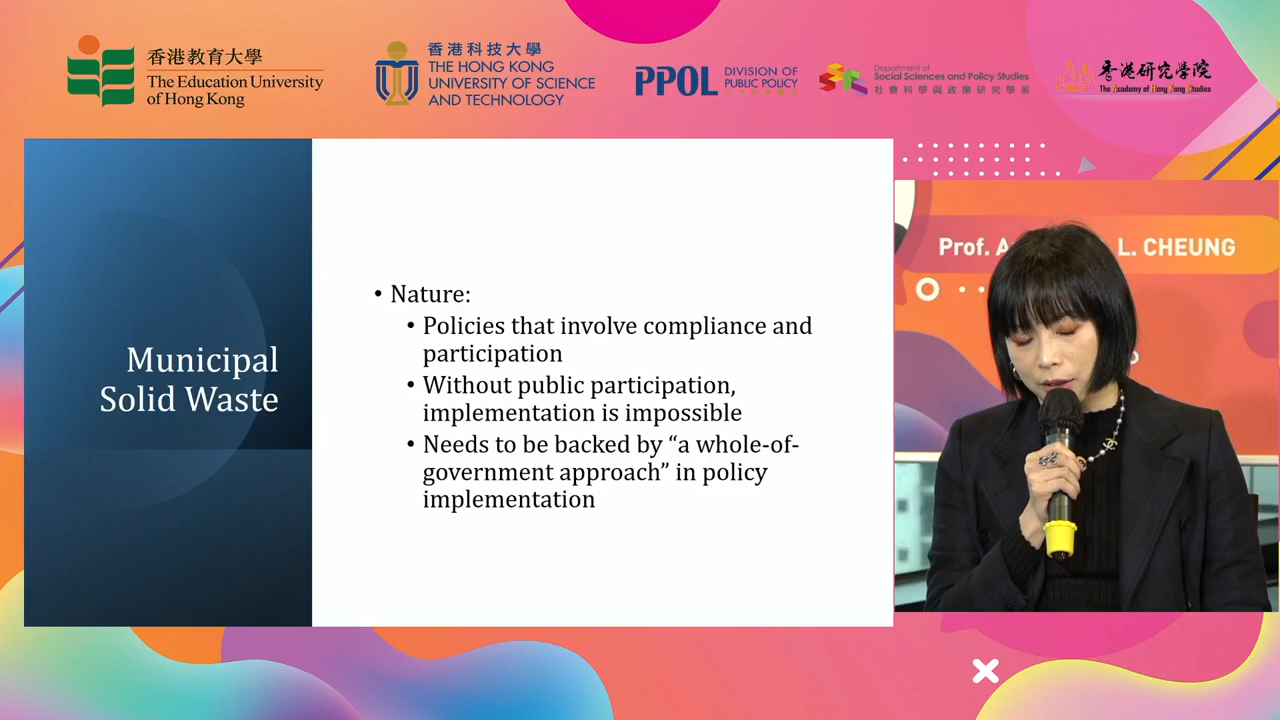 香港教育大學
The Education University
of Hong Kong
香港科技大學
THE HONG KONG
UNIVERSITY OF SCIENCE
AND TECHNOLOGY
PPOL
DIVISION OF
PUBLIC POLICY
Department of
Social Sciences and Policy Studies
社會科學與政策研究學系
香港研究學院
The Academy of Hong Kong Studies
Municipal
Solid Waste
• Nature:
• Policies that involve compliance and
participation
• Without public participation,
implementation is impossible
• Needs to be backed by “a whole-of-
government approach” in policy
implementation
Prof. L. CHEUNG